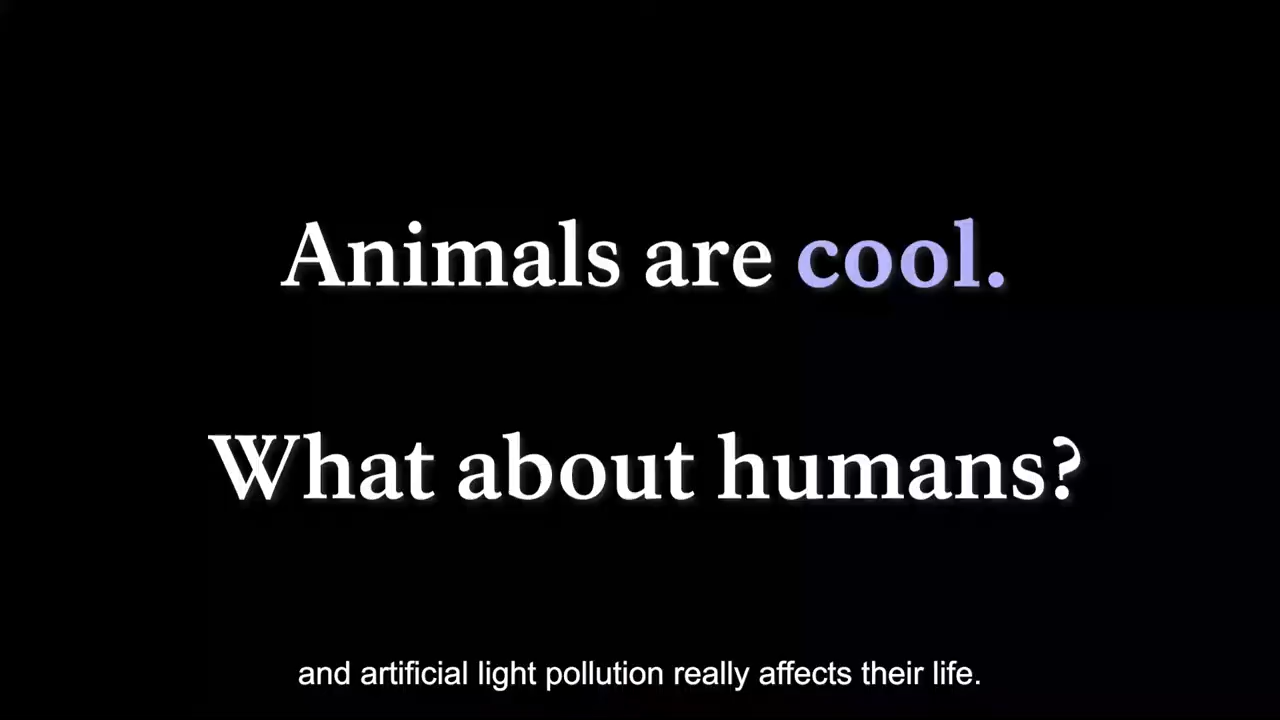 Animals are cool.
What about humans?
and artificial light pollution really affects their life.